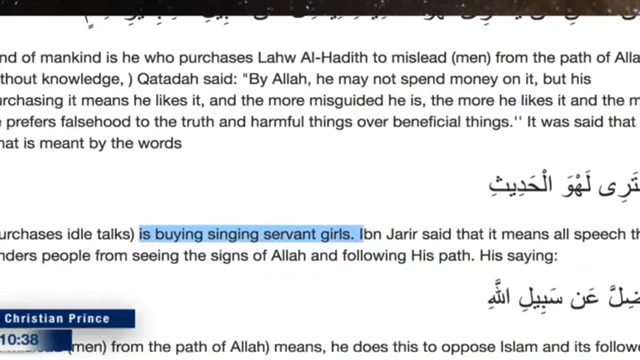 nd of mankind is he who purchases Lahw Al-Hadith to mislead (men) from the path of Alla
ithout knowledge, ) Qatadah said: "By Allah, he may not spend money on it, but his
urchasing it means he likes it, and the more misguided he is, the more he likes it and the m
e prefers falsehood to the truth and harmful things over beneficial things.'' It was said that
hat is meant by the words
تَرِى لَهْوَ الْحَدِيثِ
urchases idle talks) is buying singing servant girls. Ibn Jarir said that it means all speech th
nders people from seeing the signs of Allah and following His path. His saying:
ضِلَّ عَن سَبِيلِ اللَّهِ
Christian Prince
10:38
(men) from the path of Allah) means, he does this to oppose Islam and its follow